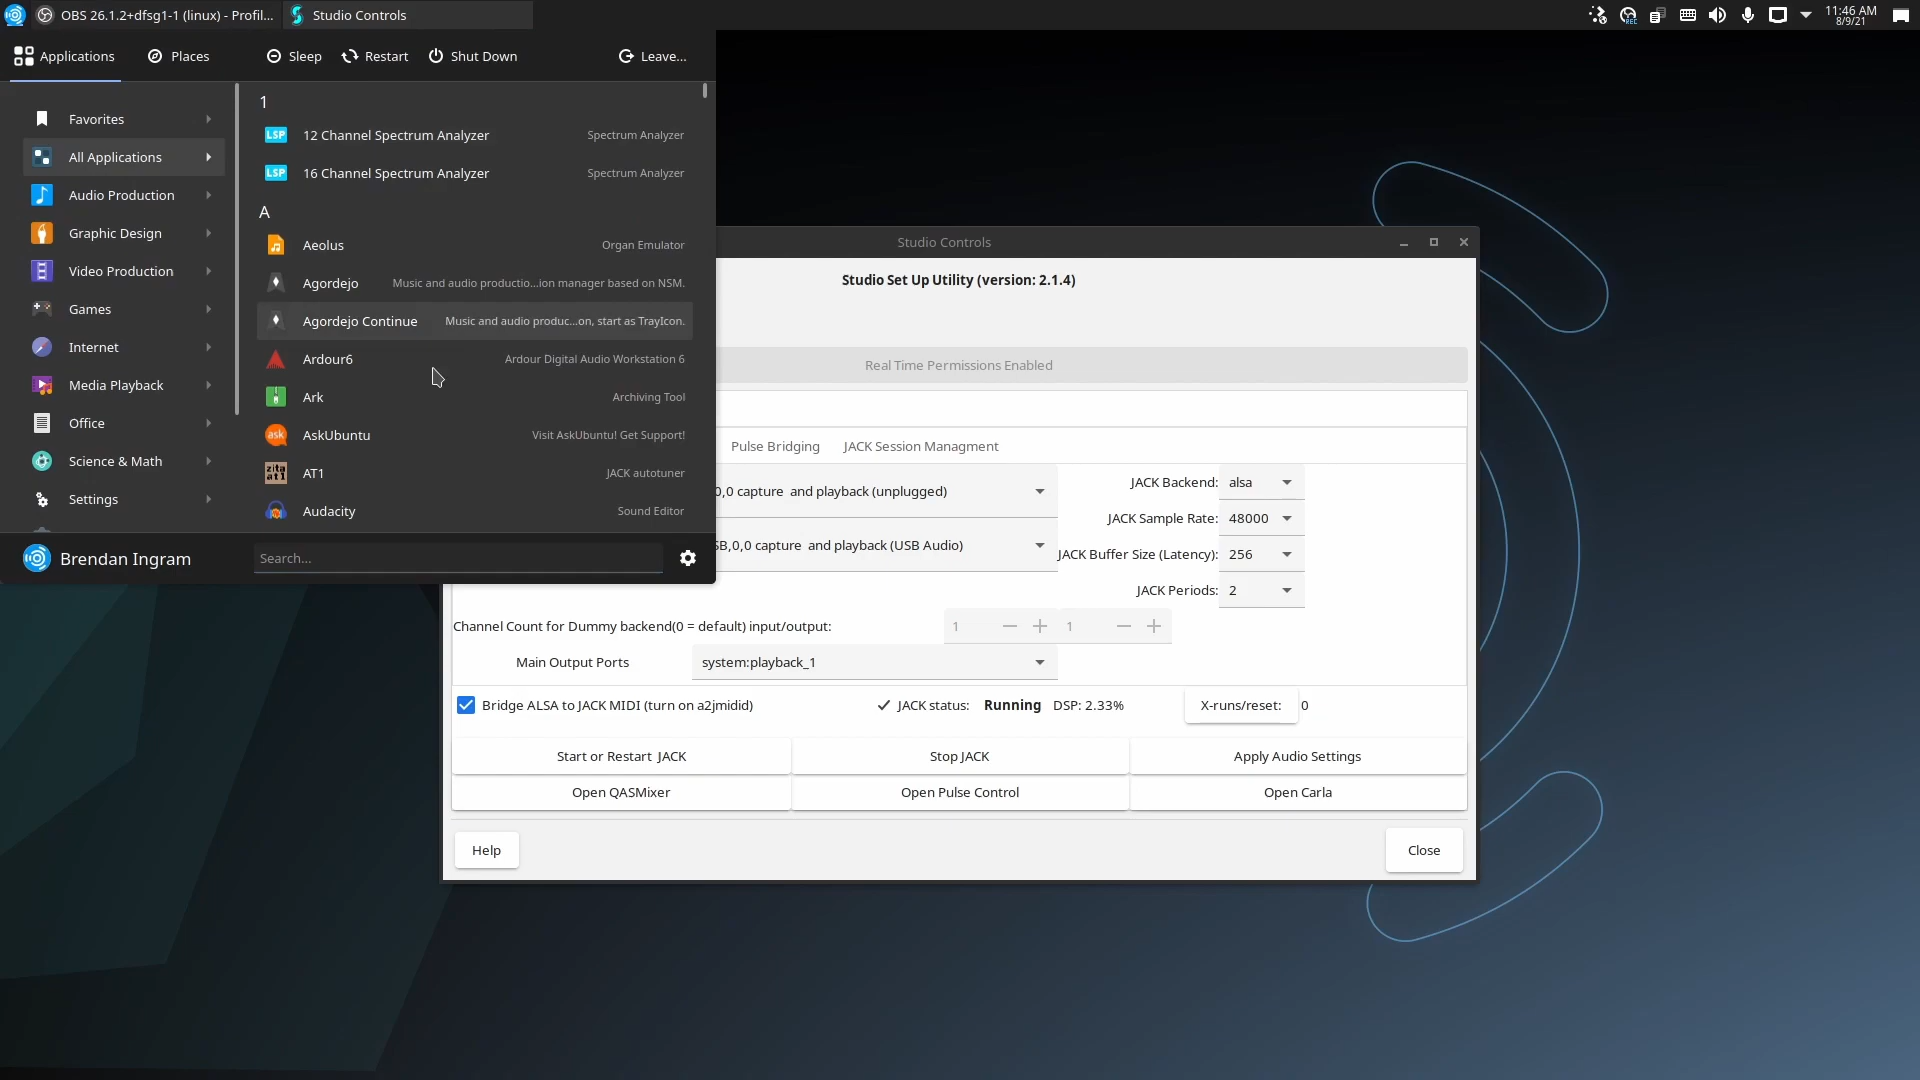 OBS 26.1.2+dfsg1-1 (linux) - Profil...
Studio Controls
REC
11:46 AM
8/9/21
Applications
Places
Sleep
Restart
Shut Down
Leave...
Favorites
All Applications
Audio Production
Graphic Design
Video Production
Games
Internet
Media Playback
Office
Science & Math
Settings
1
LSP 12 Channel Spectrum Analyzer Spectrum Analyzer
LSP 16 Channel Spectrum Analyzer Spectrum Analyzer
A
Aeolus Organ Emulator
Agordejo Music and audio productio...ion manager based on NSM.
Agordejo Continue Music and audio produc...on, start as TrayIcon.
Ardour6 Ardour Digital Audio Workstation 6
Ark Archiving Tool
ask AskUbuntu Visit AskUbuntu! Get Support!
zita at1 AT1 JACK autotuner
Audacity Sound Editor
Brendan Ingram
Search...
Studio Controls
Studio Set Up Utility (version: 2.1.4)
Real Time Permissions Enabled
Pulse Bridging
JACK Session Managment
0,0 capture and playback (unplugged)
SB,0,0 capture and playback (USB Audio)
JACK Backend: alsa
JACK Sample Rate: 48000
JACK Buffer Size (Latency): 256
JACK Periods: 2
Channel Count for Dummy backend(0 = default) input/output: 1 1
Main Output Ports system:playback_1
Bridge ALSA to JACK MIDI (turn on a2jmidid)
JACK status: Running DSP: 2.33%
X-runs/reset: 0
Start or Restart JACK
Stop JACK
Apply Audio Settings
Open QASMixer
Open Pulse Control
Open Carla
Help
Close